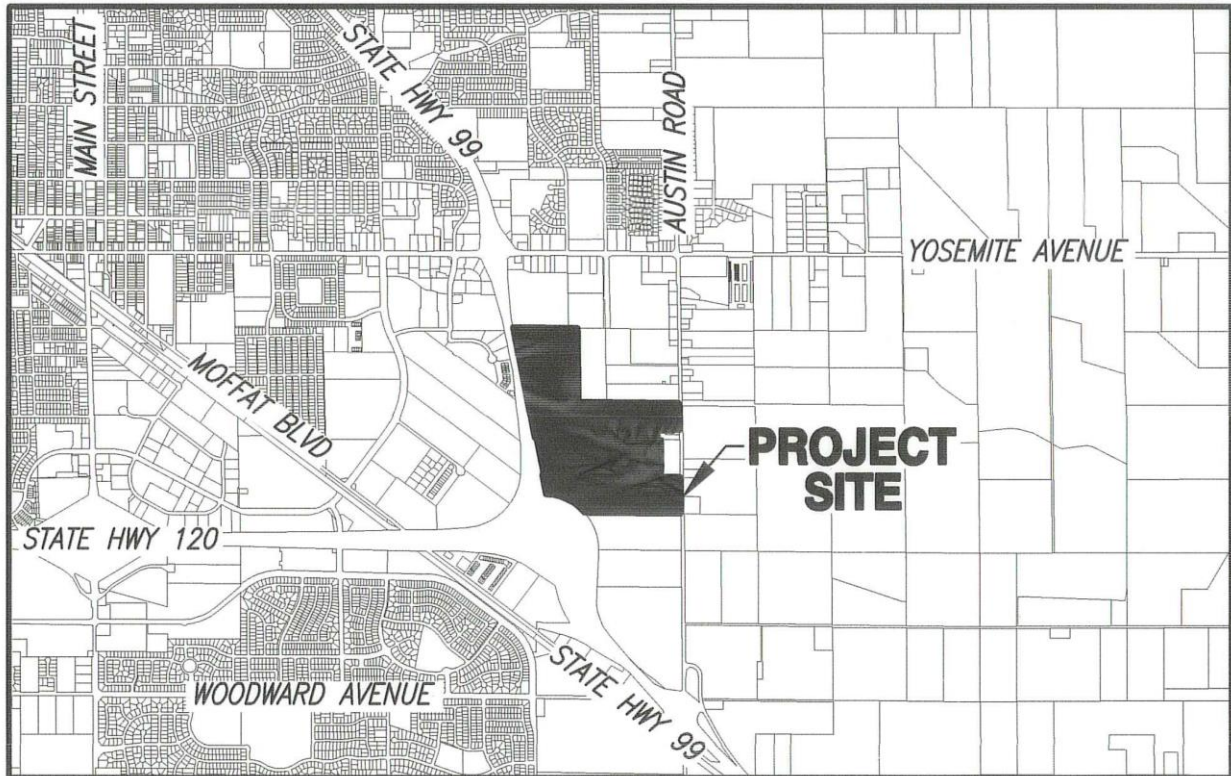 MAIN STREET
STATE HWY 99
AUSTIN ROAD
YOSEMITE AVENUE
MOFFAT BLVD
PROJECT
SITE
STATE HWY 120
WOODWARD AVENUE
STATE HWY 99